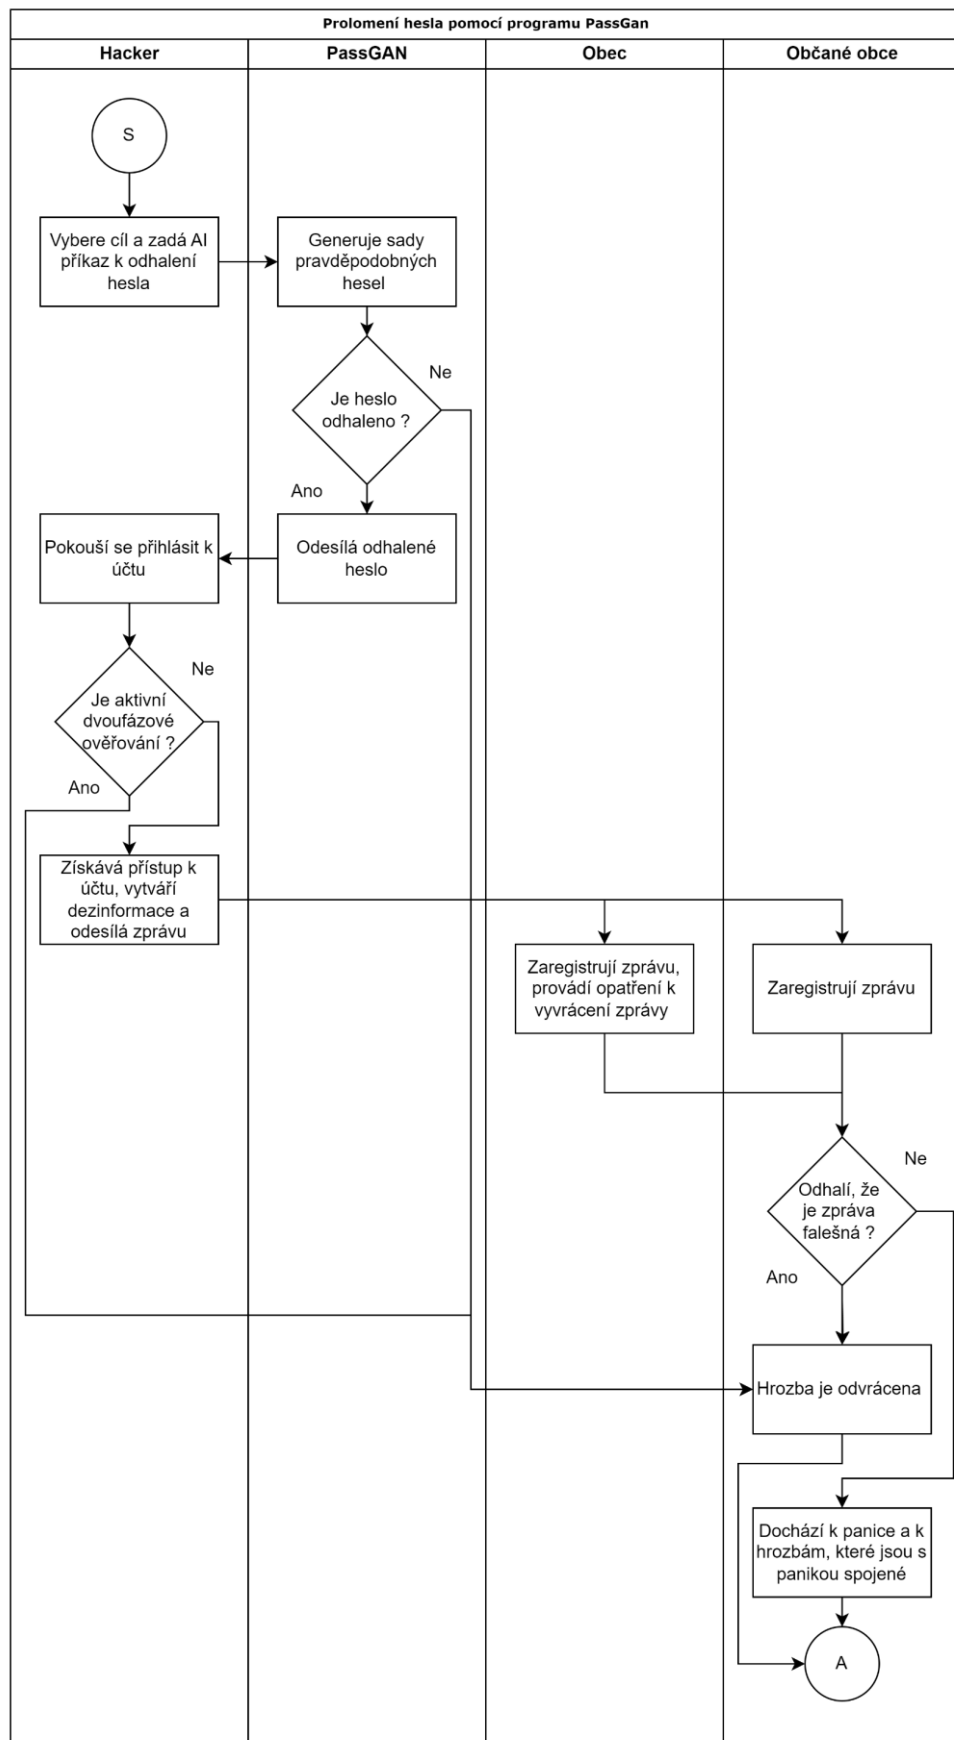 Prolomení hesla pomocí programu PassGan
Hacker
PassGAN
Obec
Občané obce
S
Vybere cíl a zadá AI
příkaz k odhalení
hesla
Generuje sady
pravděpodobných
hesel
Ne
Je heslo
odhaleno ?
Ano
Pokouší se přihlásit k
účtu
Odesílá odhalené
heslo
Ne
Je aktivní
dvoufázové
ověřování ?
Ano
Získává přístup k
účtu, vytváří
dezinformace a
odesílá zprávu
Zaregistrují zprávu,
provádí opatření k
vyvrácení zprávy
Zaregistrují zprávu
Ne
Odhalí, že
je zpráva
falešná ?
Ano
Hrozba je odvrácena
Dochází k panice a k
hrozbám, které jsou s
panikou spojené
A